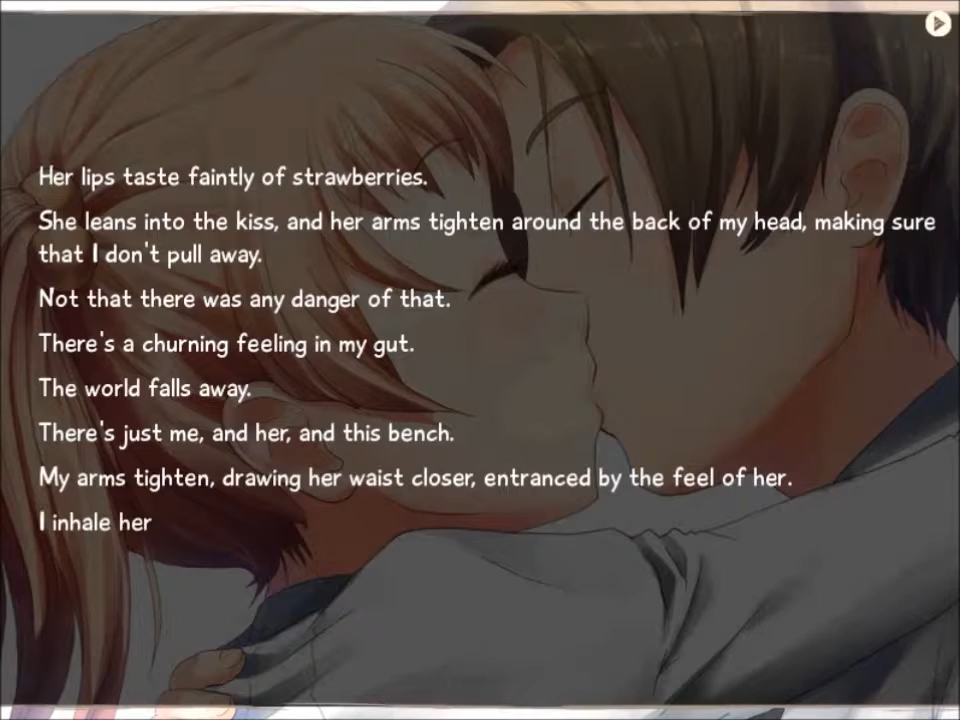 Her lips taste faintly of strawberries.
She leans into the kiss, and her arms tighten around the back of my head, making sure
that I don't pull away.
Not that there was any danger of that.
There's a churning feeling in my gut.
The world falls away.
There's just me, and her, and this bench.
My arms tighten, drawing her waist closer, entranced by the feel of her.
I inhale her